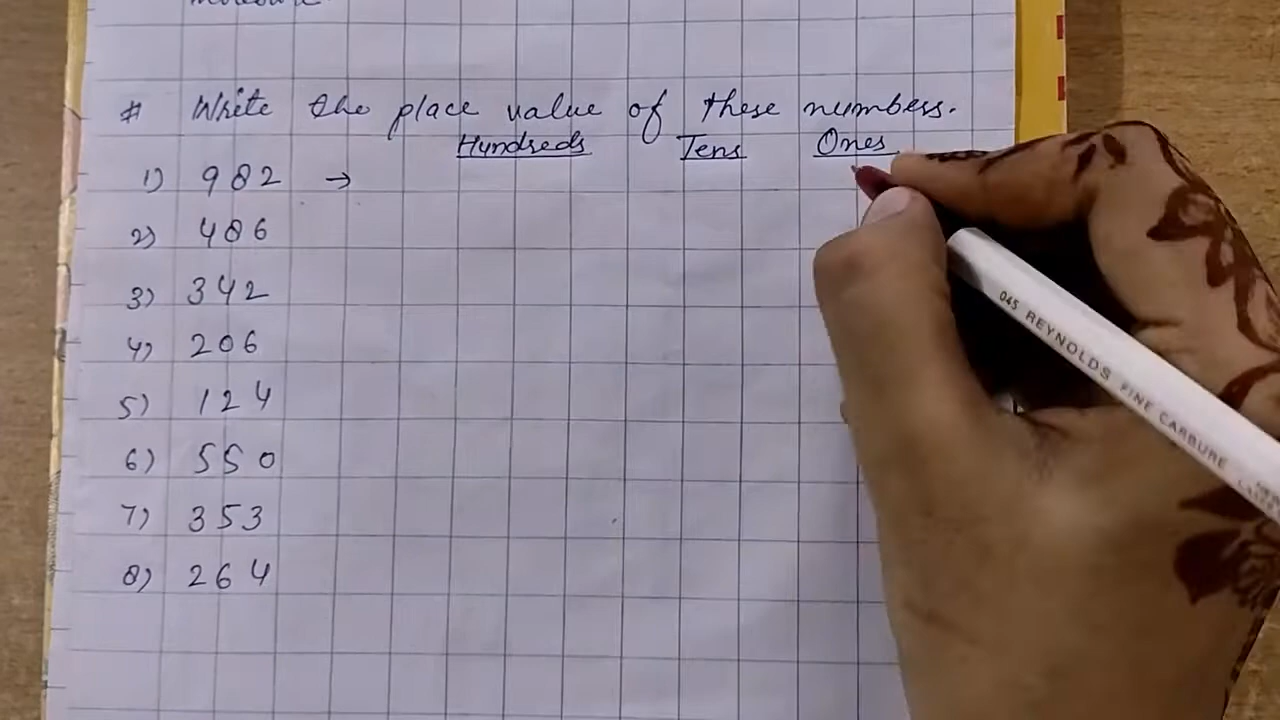 # Write the place value of these numbers.
Hundreds Tens Ones
1) 982 →
2) 486
3) 342
4) 206
5) 124
6) 550
7) 353
8) 264
045 REYNOLDS FINE CARBURE